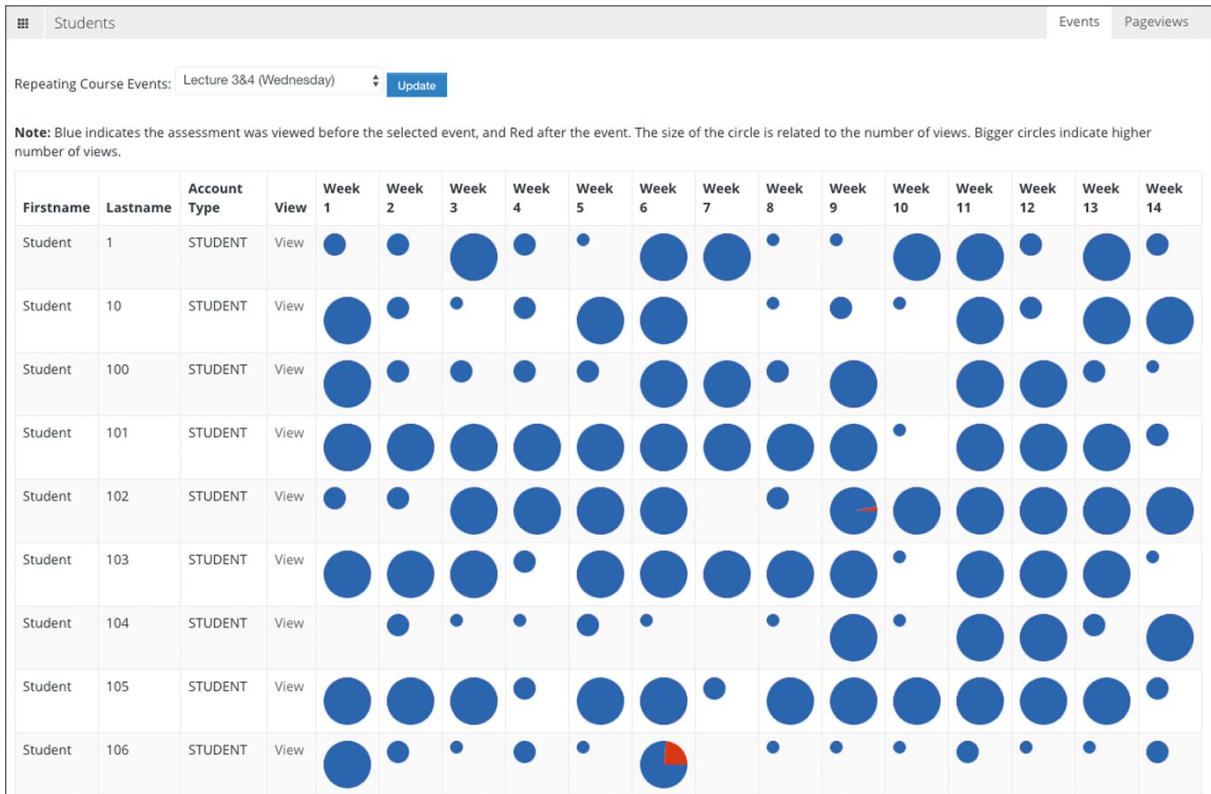 Students Events Pageviews
Repeating Course Events: Lecture 3&4 (Wednesday) Update
Note: Blue indicates the assessment was viewed before the selected event, and Red after the event. The size of the circle is related to the number of views. Bigger circles indicate higher
number of views.
Firstname Lastname Account Type View Week 1 Week 2 Week 3 Week 4 Week 5 Week 6 Week 7 Week 8 Week 9 Week 10 Week 11 Week 12 Week 13 Week 14
Student 1 STUDENT View
Student 10 STUDENT View
Student 100 STUDENT View
Student 101 STUDENT View
Student 102 STUDENT View
Student 103 STUDENT View
Student 104 STUDENT View
Student 105 STUDENT View
Student 106 STUDENT View